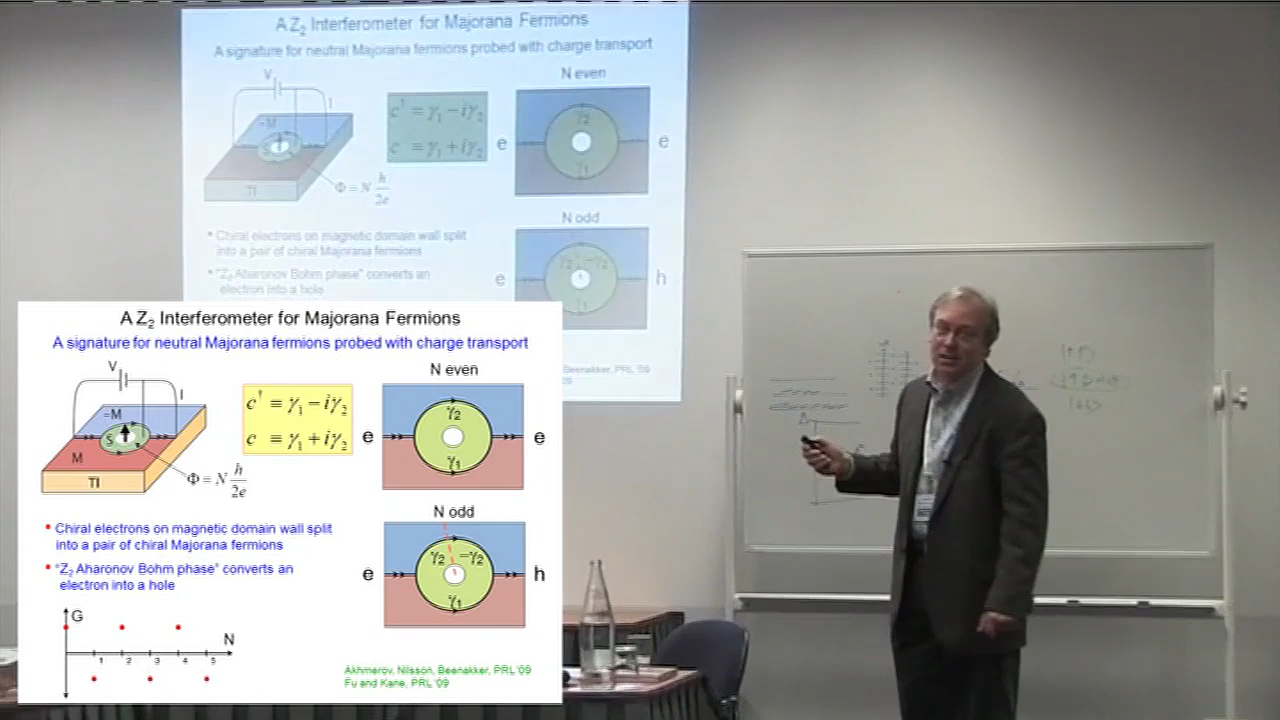 A Z2 Interferometer for Majorana Fermions
A signature for neutral Majorana fermions probed with charge transport
V
I
-M
TI
Φ = N h/2e
c† = γ1 − iγ2
c = γ1 + iγ2
N even
e
γ2
γ1
e
N odd
e
γ2 −γ2
γ1
h
• Chiral electrons on magnetic domain wall split
into a pair of chiral Majorana fermions
• "Z2 Aharonov Bohm phase" converts an
electron into a hole
Beenakker, PRL '09
A Z2 Interferometer for Majorana Fermions
A signature for neutral Majorana fermions probed with charge transport
V
I
−M
S
M
TI
Φ = N h/2e
c† = γ1 − iγ2
c = γ1 + iγ2
N even
e
γ2
γ1
e
N odd
e
γ2 −γ2
γ1
h
• Chiral electrons on magnetic domain wall split
into a pair of chiral Majorana fermions
• "Z2 Aharonov Bohm phase" converts an
electron into a hole
G
N
1 2 3 4 5
Akhmerov, Nilsson, Beenakker, PRL '09
Fu and Kane, PRL '09